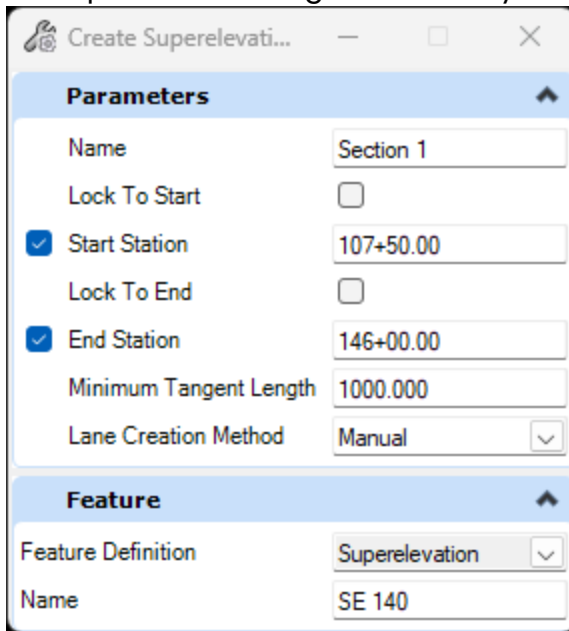 Create Superelevati...
Parameters
Name Section 1
Lock To Start
Start Station 107+50.00
Lock To End
End Station 146+00.00
Minimum Tangent Length 1000.000
Lane Creation Method Manual
Feature
Feature Definition Superelevation
Name SE 140